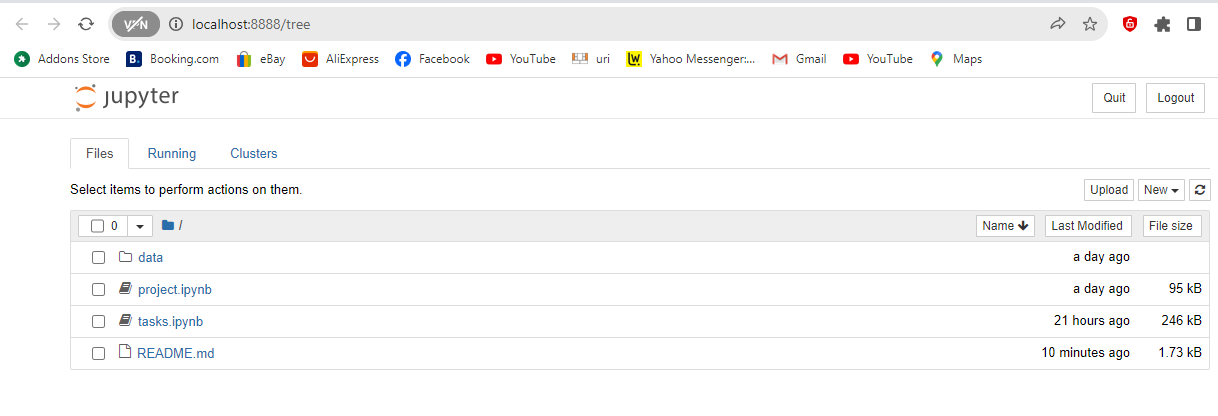 VPN localhost:8888/tree
Addons Store B. Booking.com eBay AliExpress Facebook YouTube uri Yahoo Messenger:... Gmail YouTube Maps
jupyter Quit Logout
Files Running Clusters
Select items to perform actions on them. Upload New
0 / Name Last Modified File size
data a day ago
project.ipynb a day ago 95 kB
tasks.ipynb 21 hours ago 246 kB
README.md 10 minutes ago 1.73 kB